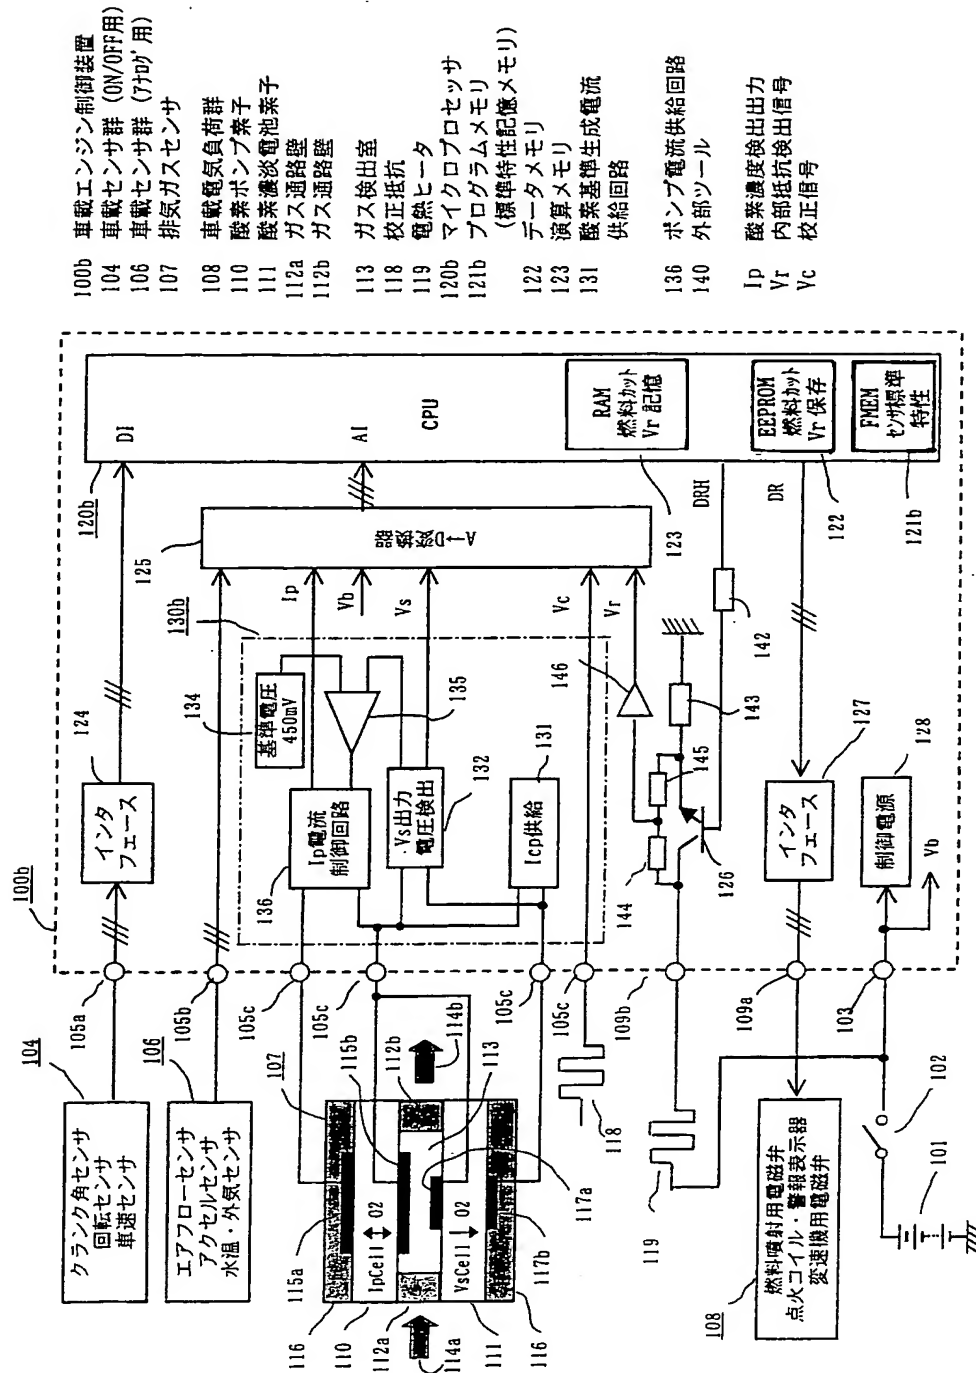 100b 車載エンジン制御装置
104 車載センサ群 (ON/OFF用)
106 車載センサ群 (アナログ用)
107 排気ガスセンサ
108 車載電気負荷群
110 酸素ポンプ素子
111 酸素濃淡電池素子
112a ガス通路壁
112b ガス通路壁
113 ガス検出室
118 校正抵抗
119 電熱ヒータ
120b マイクロプロセッサ
121b プログラムメモリ
(標準特性記憶メモリ)
122 データメモリ
123 演算メモリ
131 酸素基準生成電流
供給回路
136 ポンプ電流供給回路
140 外部ツール
Ip 酸素濃度検出出力
Vr 内部抵抗検出信号
Vc 校正信号
100b
104
クランク角センサ
回転センサ
車速センサ
105a
124
インタ
フェース
120b
DI
106
エアフローセンサ
アクセルセンサ
水温・外気センサ
105b
125
A→D変換器
AI
CPU
134
基準電圧
450mV
130b
Ip
Vb
Vs
Vc
Vr
136
Ip電流
制御回路
135
Vs出力
電圧検出
132
Icp供給
131
105c
105c
105c
105c
107
115a
115b
112b
114b
113
116
110
IpCell
O2
112a
114a
VsCell
O2
111
116
117a
117b
118
119
109b
144
145
146
143
126
142
DRH
DR
RAM
燃料カット
Vr 記憶
123
EEPROM
燃料カット
Vr 保存
122
FMEM
センサ標準
特性
121b
108
燃料噴射用電磁弁
点火コイル・警報表示器
変速機用電磁弁
109a
インタ
フェース
127
103
制御電源
128
Vb
102
101